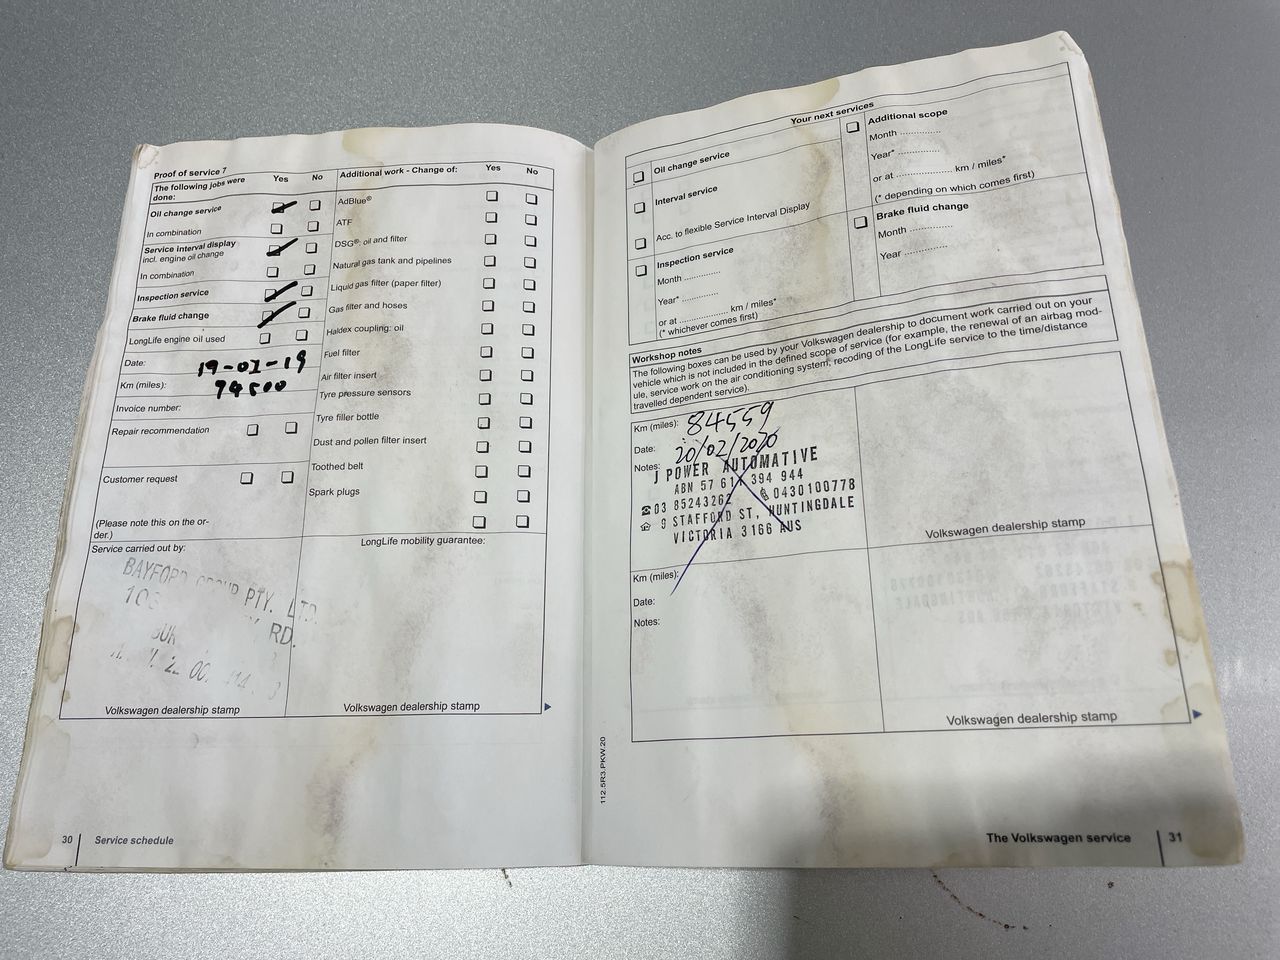 Proof of service 7
The following jobs were done: Yes No
Oil change service
In combination
Service interval display
incl. engine oil change
In combination
Inspection service
Brake fluid change
LongLife engine oil used
Date: 19-02-19
Km (miles): 74500
Invoice number:
Repair recommendation
Customer request
(Please note this on the or-
der.)
Additional work - Change of: Yes No
AdBlue®
ATF
DSG®: oil and filter
Natural gas tank and pipelines
Liquid gas filter (paper filter)
Gas filter and hoses
Haldex coupling: oil
Fuel filter
Air filter insert
Tyre pressure sensors
Tyre filler bottle
Dust and pollen filter insert
Toothed belt
Spark plugs
Service carried out by:
BAYFORD GROUP PTY. LTD.
RD.
Volkswagen dealership stamp
LongLife mobility guarantee:
Volkswagen dealership stamp
30 Service schedule
Your next services
Oil change service
Interval service
Acc. to flexible Service Interval Display
Inspection service
Month ............
Year* ............
or at ................. km / miles*
(* whichever comes first)
Additional scope
Month .............
Year* .............
or at .................. km / miles*
(* depending on which comes first)
Brake fluid change
Month .............
Year .............
Workshop notes
The following boxes can be used by your Volkswagen dealership to document work carried out on your
vehicle which is not included in the defined scope of service (for example, the renewal of an airbag mod-
ule, service work on the air conditioning system, recoding of the LongLife service to the time/distance
travelled dependent service).
Km (miles): 84559
Date: 20/02/2020
Notes:
J POWER AUTOMATIVE
ABN 57 61 394 944
☎03 85243262 0430100778
9 STAFFORD ST, HUNTINGDALE
VICTORIA 3166 AUS
Volkswagen dealership stamp
Km (miles):
Date:
Notes:
Volkswagen dealership stamp
112.5R3.PKW.20
The Volkswagen service 31